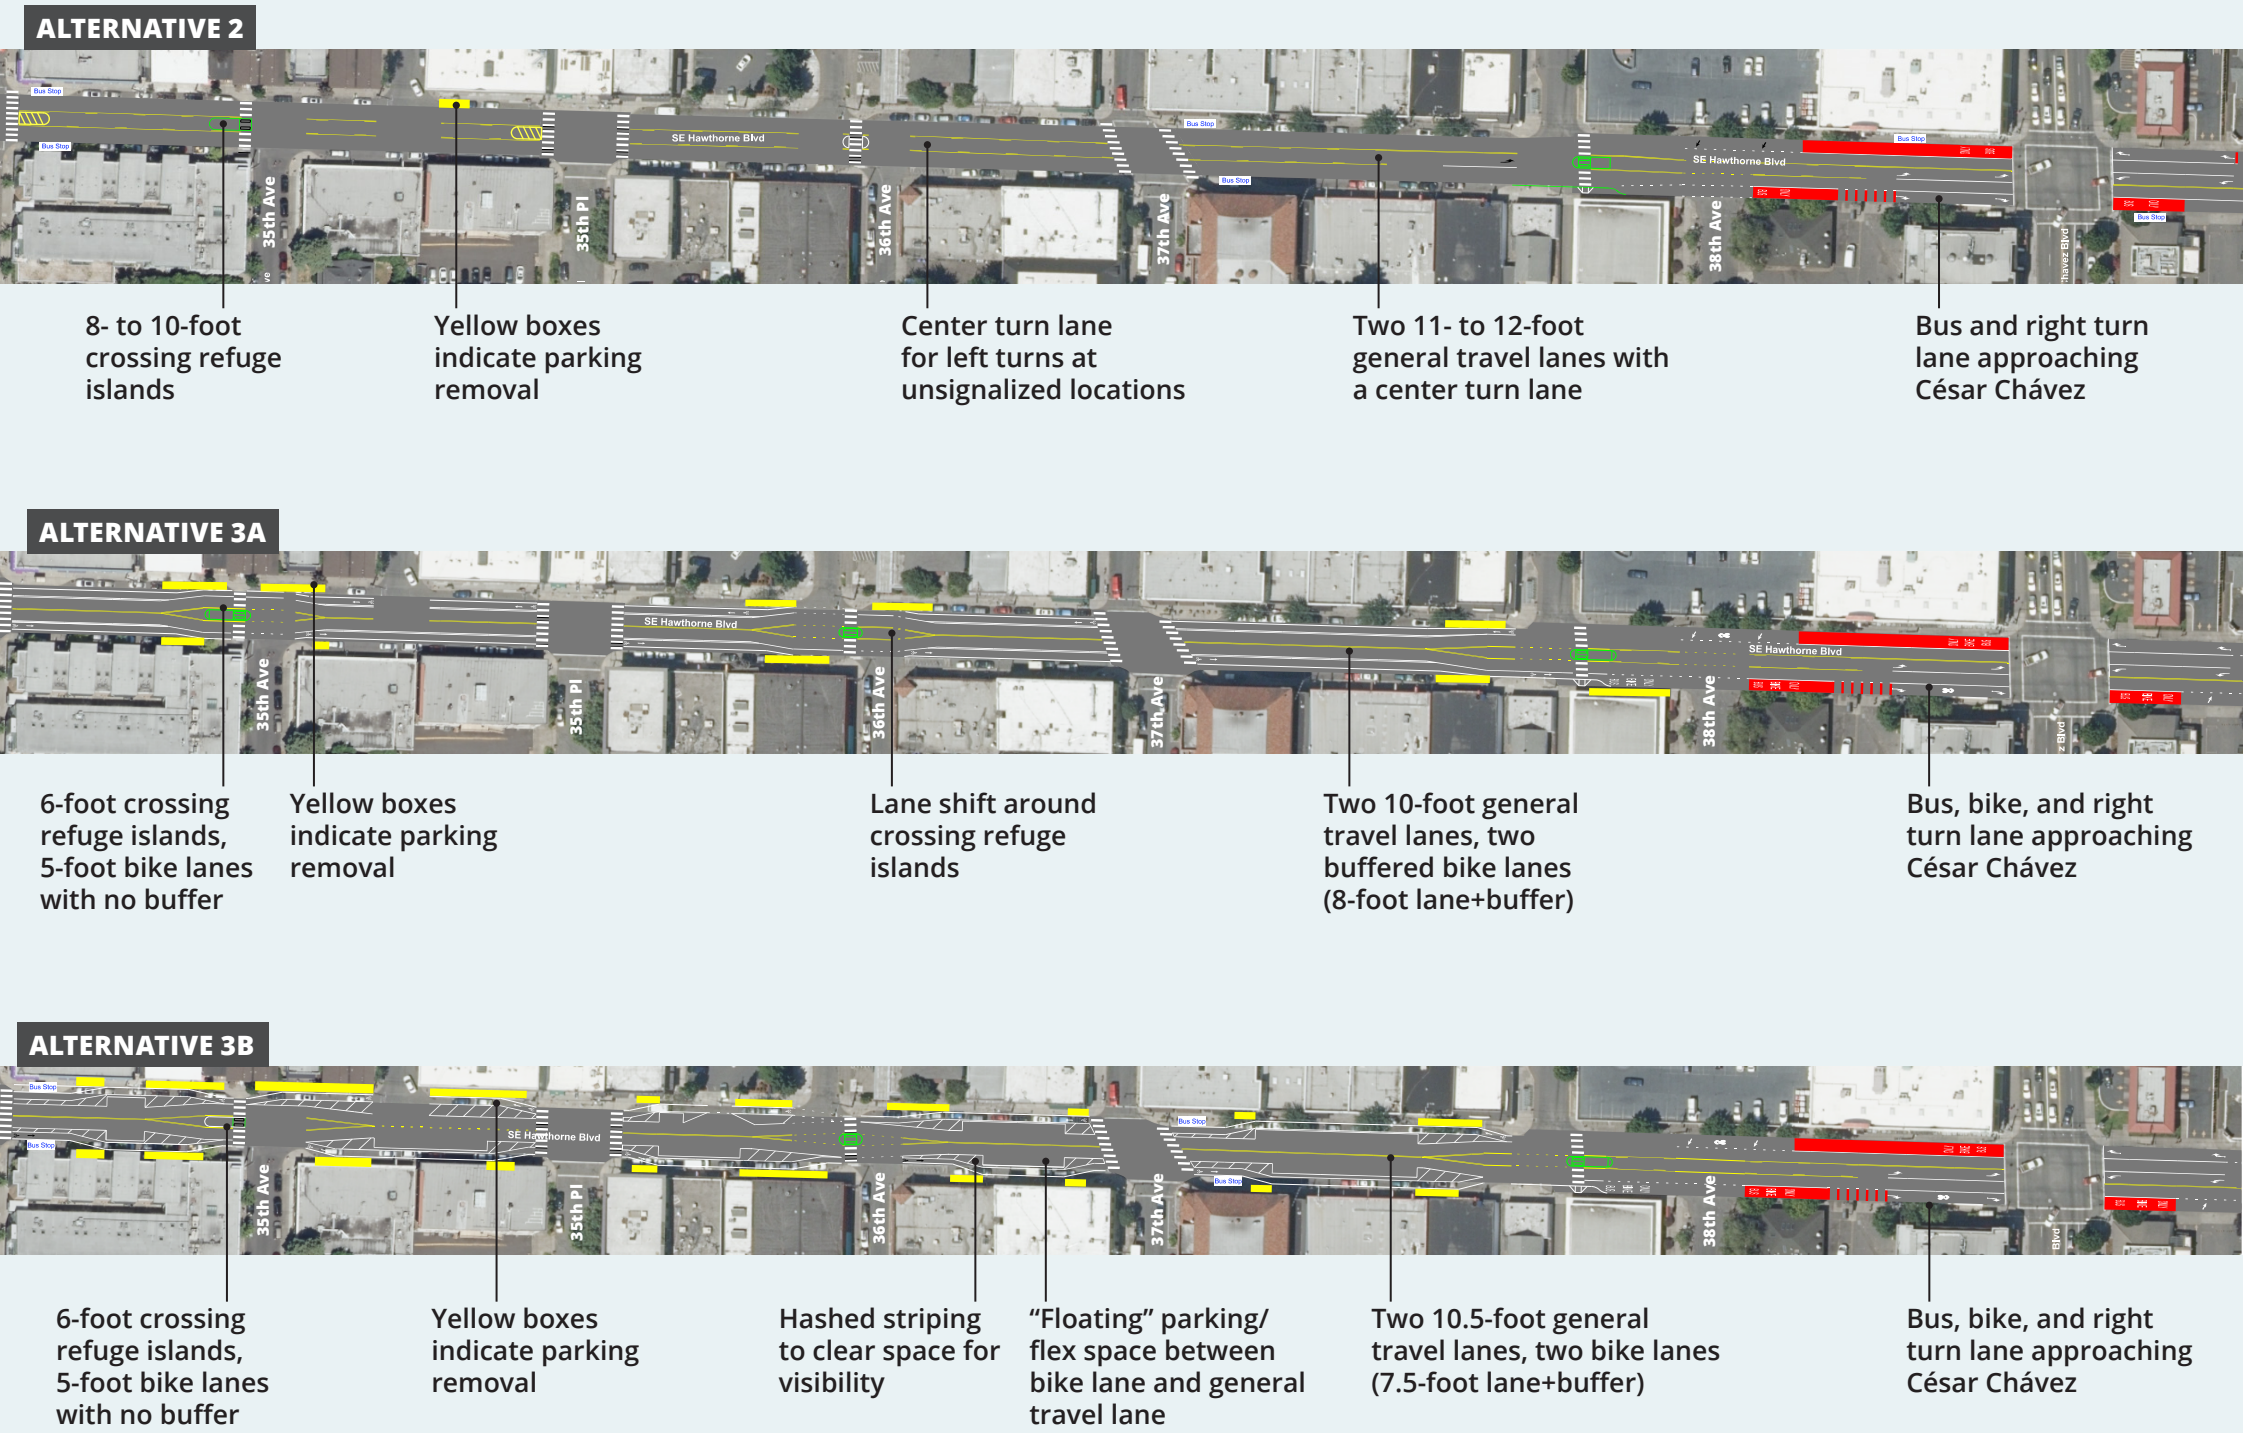 ALTERNATIVE 2
Bus Stop
Bus Stop
Bus Stop
Bus Stop
Bus Stop
Bus Stop
SE Hawthorne Blvd
SE Hawthorne Blvd
35th Ave
35th Pl
36th Ave
37th Ave
38th Ave
8- to 10-foot
crossing refuge
islands
Yellow boxes
indicate parking
removal
Center turn lane
for left turns at
unsignalized locations
Two 11- to 12-foot
general travel lanes with
a center turn lane
Bus and right turn
lane approaching
César Chávez
ALTERNATIVE 3A
SE Hawthorne Blvd
SE Hawthorne Blvd
35th Ave
35th Pl
36th Ave
37th Ave
38th Ave
z Blvd
6-foot crossing
refuge islands,
5-foot bike lanes
with no buffer
Yellow boxes
indicate parking
removal
Lane shift around
crossing refuge
islands
Two 10-foot general
travel lanes, two
buffered bike lanes
(8-foot lane+buffer)
Bus, bike, and right
turn lane approaching
César Chávez
ALTERNATIVE 3B
Bus Stop
Bus Stop
Bus Stop
Bus Stop
SE Hawthorne Blvd
35th Ave
35th Pl
36th Ave
37th Ave
38th Ave
Blvd
6-foot crossing
refuge islands,
5-foot bike lanes
with no buffer
Yellow boxes
indicate parking
removal
Hashed striping
to clear space for
visibility
“Floating” parking/
flex space between
bike lane and general
travel lane
Two 10.5-foot general
travel lanes, two bike lanes
(7.5-foot lane+buffer)
Bus, bike, and right
turn lane approaching
César Chávez